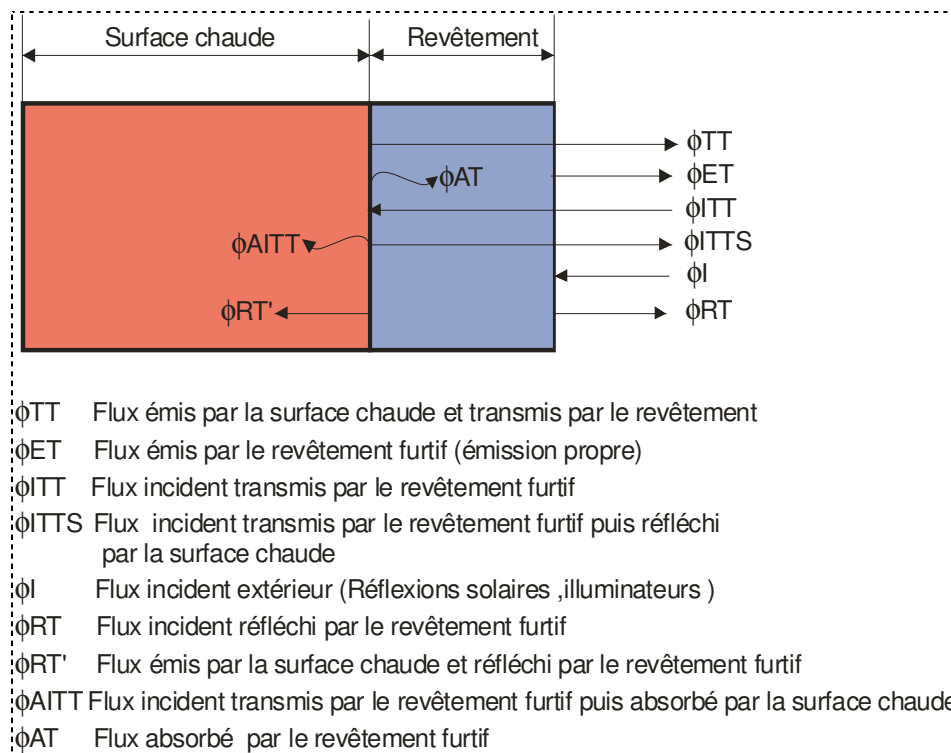 Surface chaude Revêtement
ϕTT
ϕET
ϕAT
ϕITT
ϕAITT
ϕITTS
ϕI
ϕRT'
ϕRT
ϕTT Flux émis par la surface chaude et transmis par le revêtement
ϕET Flux émis par le revêtement furtif (émission propre)
ϕITT Flux incident transmis par le revêtement furtif
ϕITTS Flux incident transmis par le revêtement furtif puis réfléchi
par la surface chaude
ϕI Flux incident extérieur (Réflexions solaires ,illuminateurs )
ϕRT Flux incident réfléchi par le revêtement furtif
ϕRT' Flux émis par la surface chaude et réfléchi par le revêtement furtif
ϕAITT Flux incident transmis par le revêtement furtif puis absorbé par la surface chaude
ϕAT Flux absorbé par le revêtement furtif